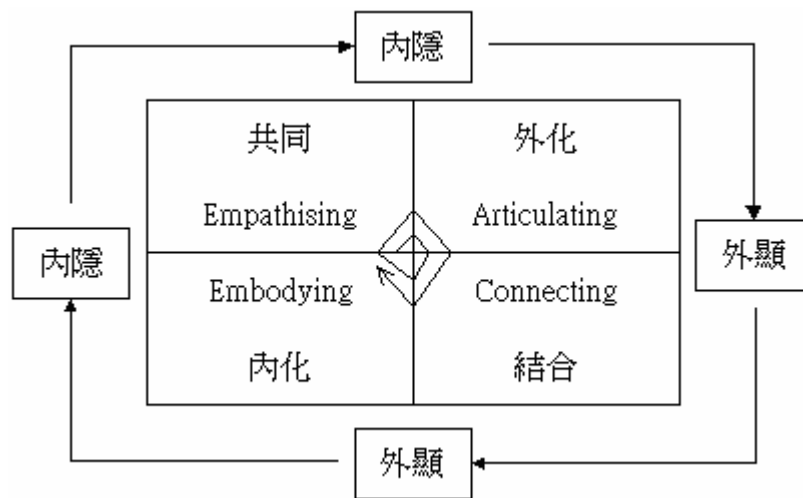 內隱
共同
外化
Empathising
Articulating
內隱
外顯
Embodying
Connecting
內化
結合
外顯